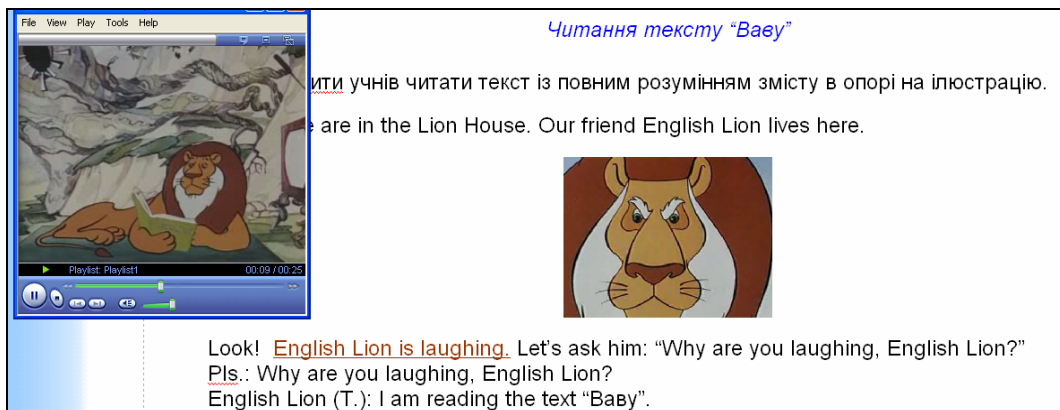 File View Play Tools Help
Читання тексту “Ваву”
ити учнів читати текст із повним розумінням змісту в опорі на ілюстрацію.
e are in the Lion House. Our friend English Lion lives here.
Playlist: Playlist1 00:09 / 00:25
Look! English Lion is laughing. Let’s ask him: “Why are you laughing, English Lion?”
Pls.: Why are you laughing, English Lion?
English Lion (T.): I am reading the text “Ваву”.